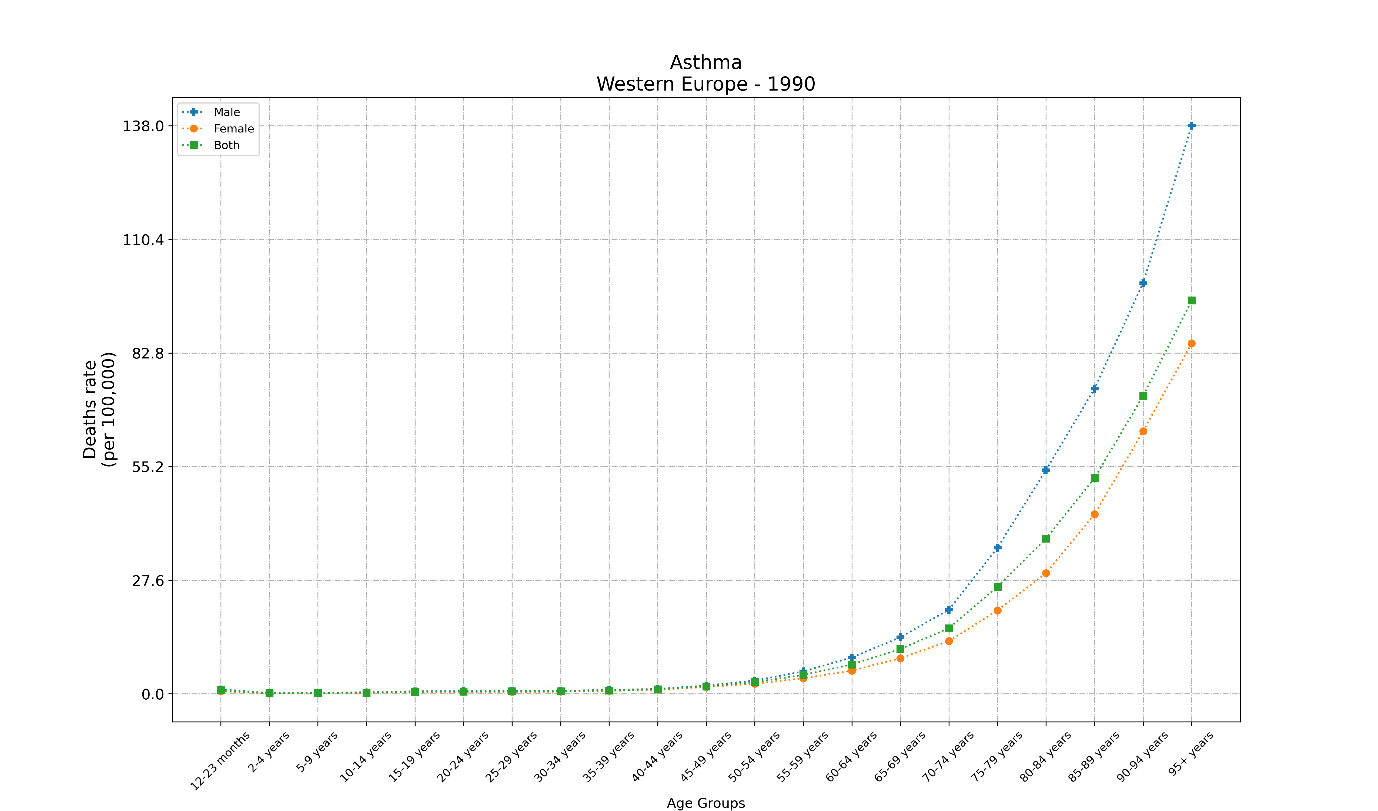 Asthma
Western Europe - 1990
Male
Female
Both
138.0
110.4
82.8
55.2
27.6
0.0
Deaths rate
(per 100,000)
12-23 months
2-4 years
5-9 years
10-14 years
15-19 years
20-24 years
25-29 years
30-34 years
35-39 years
40-44 years
45-49 years
50-54 years
55-59 years
60-64 years
65-69 years
70-74 years
75-79 years
80-84 years
85-89 years
90-94 years
95+ years
Age Groups